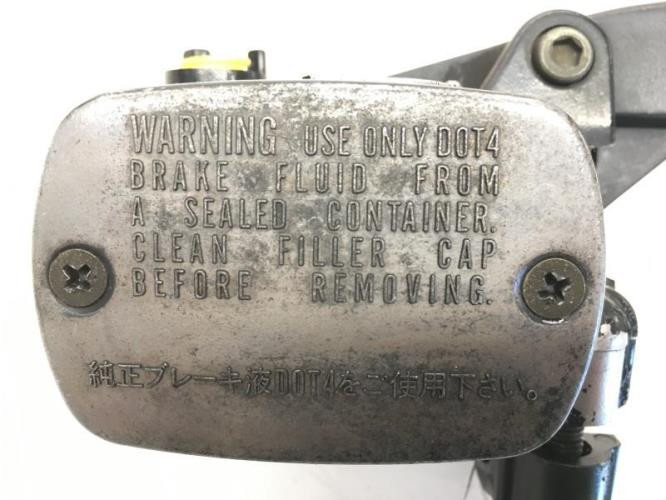 WARNING USE ONLY DOT4
BRAKE FLUID FROM
A SEALED CONTAINER.
CLEAN FILLER CAP
BEFORE REMOVING.
純正ブレーキ液DOT4をご使用下さい。